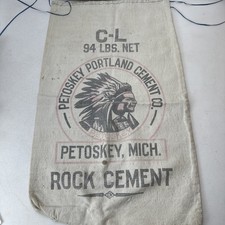 C-L
94 LBS. NET
PETOSKEY PORTLAND CEMENT CO.
PETOSKEY, MICH.
ROCK CEMENT